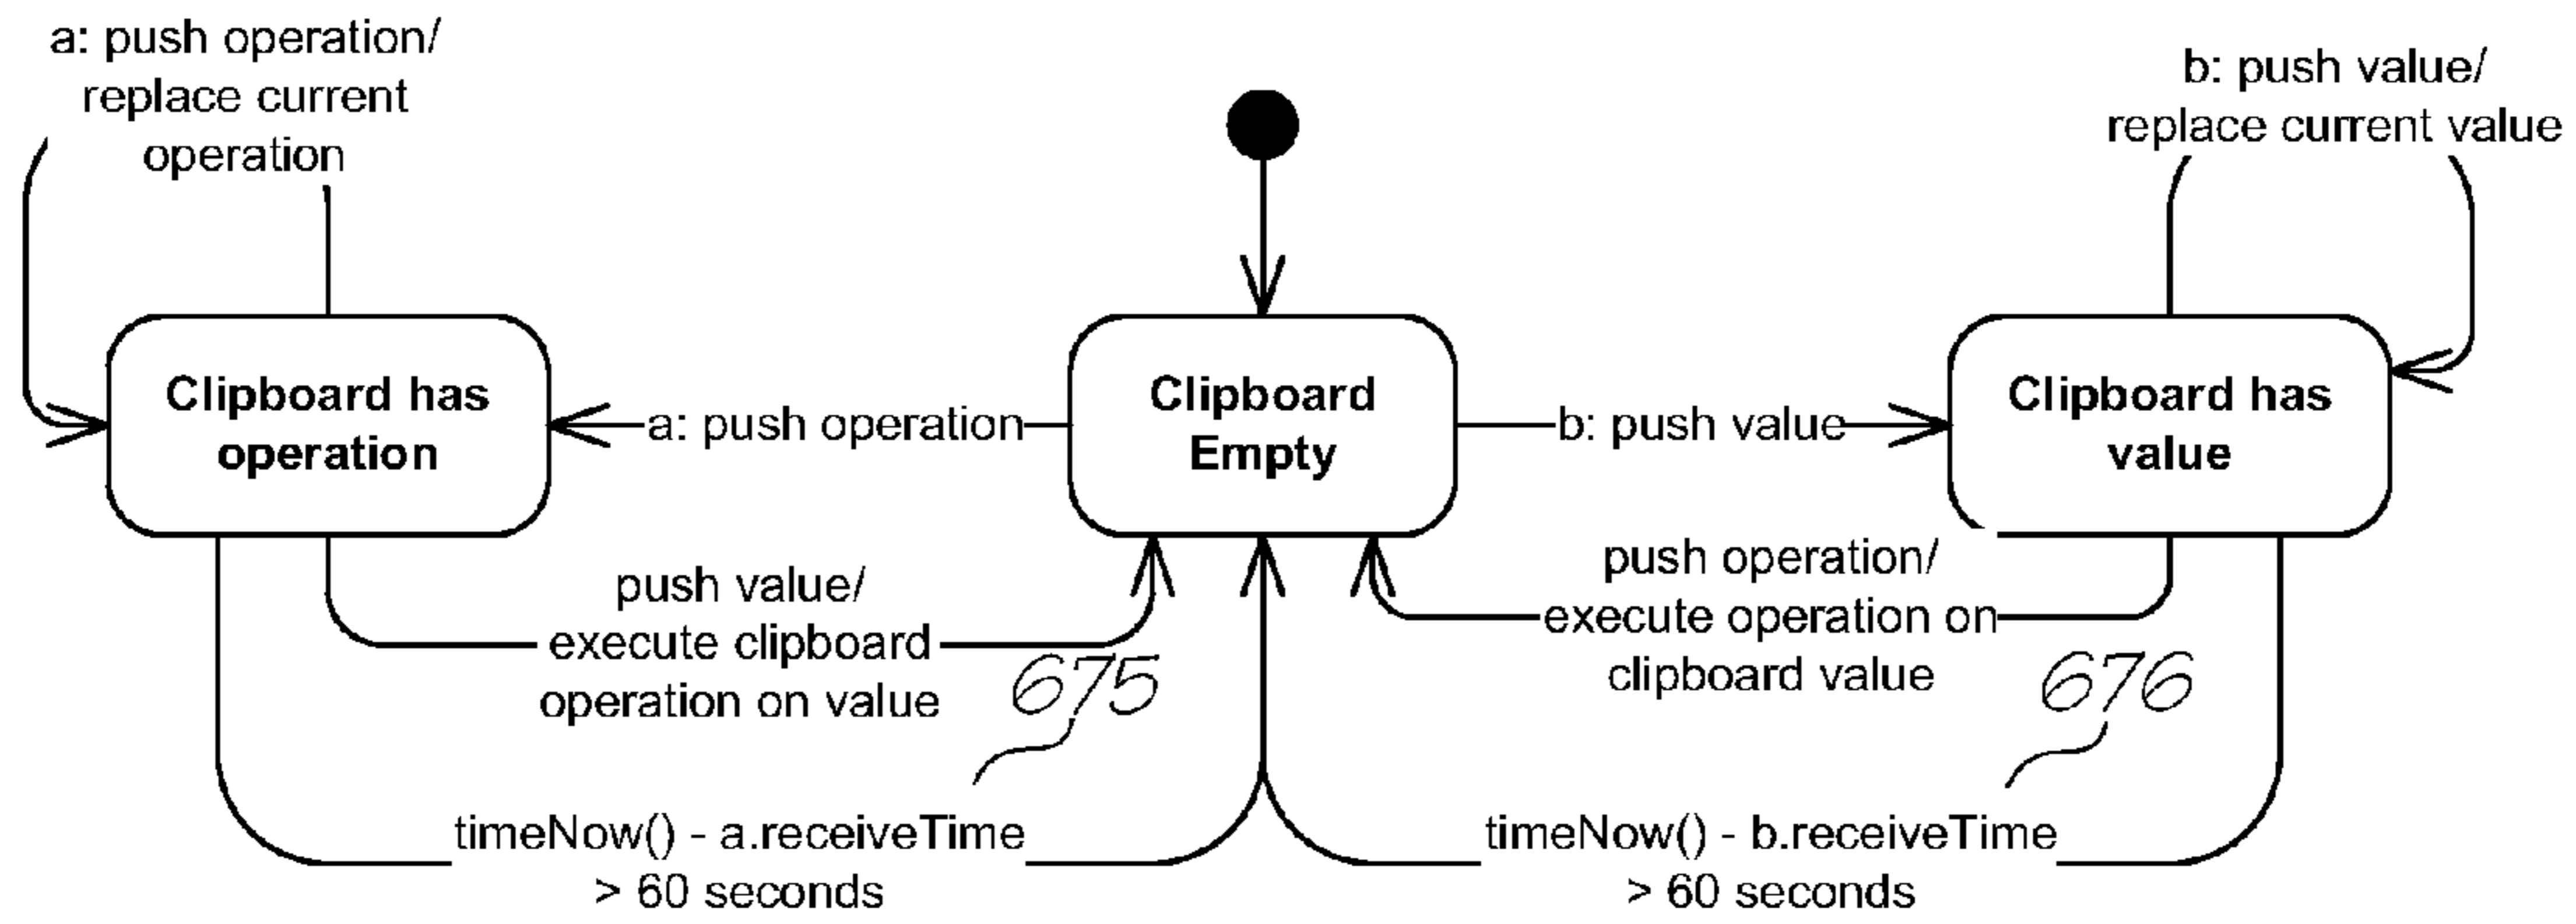 a: push operation/
replace current
operation
b: push value/
replace current value
Clipboard has
operation
a: push operation
Clipboard
Empty
b: push value
Clipboard has
value
push value/
execute clipboard
operation on value
675
push operation/
execute operation on
clipboard value
676
timeNow() - a.receiveTime
> 60 seconds
timeNow() - b.receiveTime
> 60 seconds